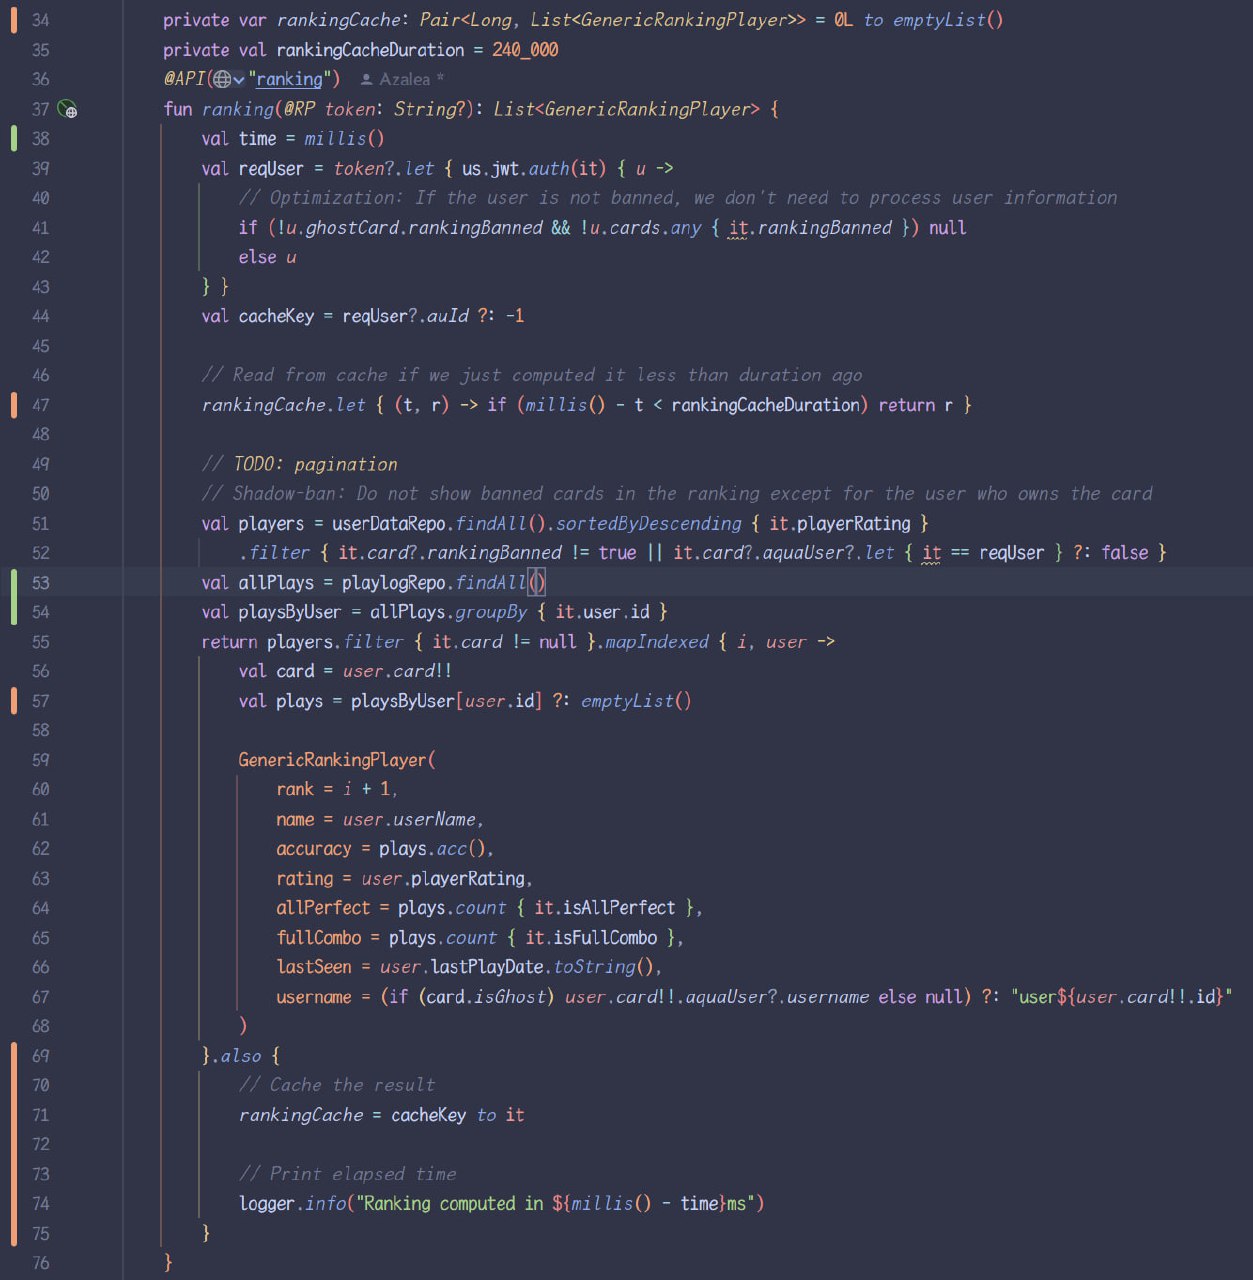 34 private var rankingCache: Pair<Long, List<GenericRankingPlayer>> = 0L to emptyList()
35 private val rankingCacheDuration = 240_000
36 @API("ranking") Azalea *
37 fun ranking(@RP token: String?): List<GenericRankingPlayer> {
38     val time = millis()
39     val reqUser = token?.let { us.jwt.auth(it) { u ->
40         // Optimization: If the user is not banned, we don't need to process user information
41         if (!u.ghostCard.rankingBanned && !u.cards.any { it.rankingBanned }) null
42         else u
43     } }
44     val cacheKey = reqUser?.auId ?: -1
45
46     // Read from cache if we just computed it less than duration ago
47     rankingCache.let { (t, r) -> if (millis() - t < rankingCacheDuration) return r }
48
49     // TODO: pagination
50     // Shadow-ban: Do not show banned cards in the ranking except for the user who owns the card
51     val players = userDataRepo.findAll().sortedByDescending { it.playerRating }
52         .filter { it.card?.rankingBanned != true || it.card?.aquaUser?.let { it == reqUser } ?: false }
53     val allPlays = playlogRepo.findAll()
54     val playsByUser = allPlays.groupBy { it.user.id }
55     return players.filter { it.card != null }.mapIndexed { i, user ->
56         val card = user.card!!
57         val plays = playsByUser[user.id] ?: emptyList()
58
59         GenericRankingPlayer(
60             rank = i + 1,
61             name = user.userName,
62             accuracy = plays.acc(),
63             rating = user.playerRating,
64             allPerfect = plays.count { it.isAllPerfect },
65             fullCombo = plays.count { it.isFullCombo },
66             lastSeen = user.lastPlayDate.toString(),
67             username = (if (card.isGhost) user.card!!.aquaUser?.username else null) ?: "user${user.card!!.id}"
68         )
69     }.also {
70         // Cache the result
71         rankingCache = cacheKey to it
72
73         // Print elapsed time
74         logger.info("Ranking computed in ${millis() - time}ms")
75     }
76 }